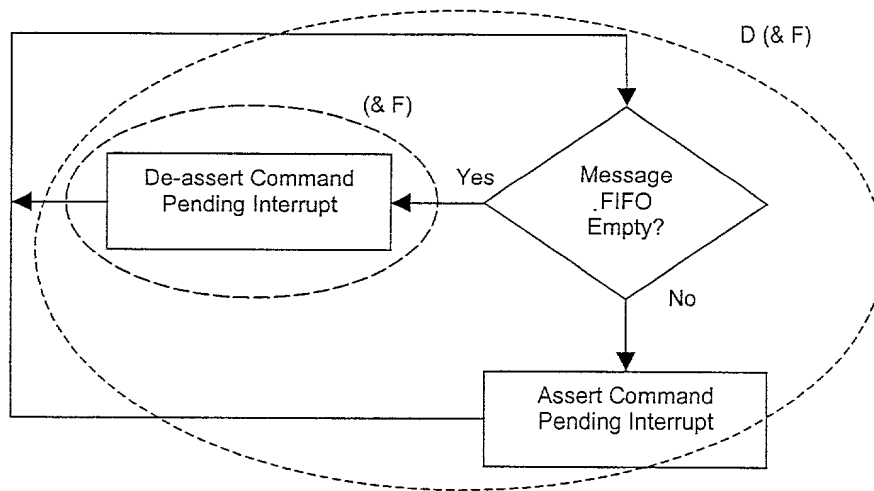 D (& F)
(& F)
De-assert Command
Pending Interrupt
Yes
Message
FIFO
Empty?
No
Assert Command
Pending Interrupt